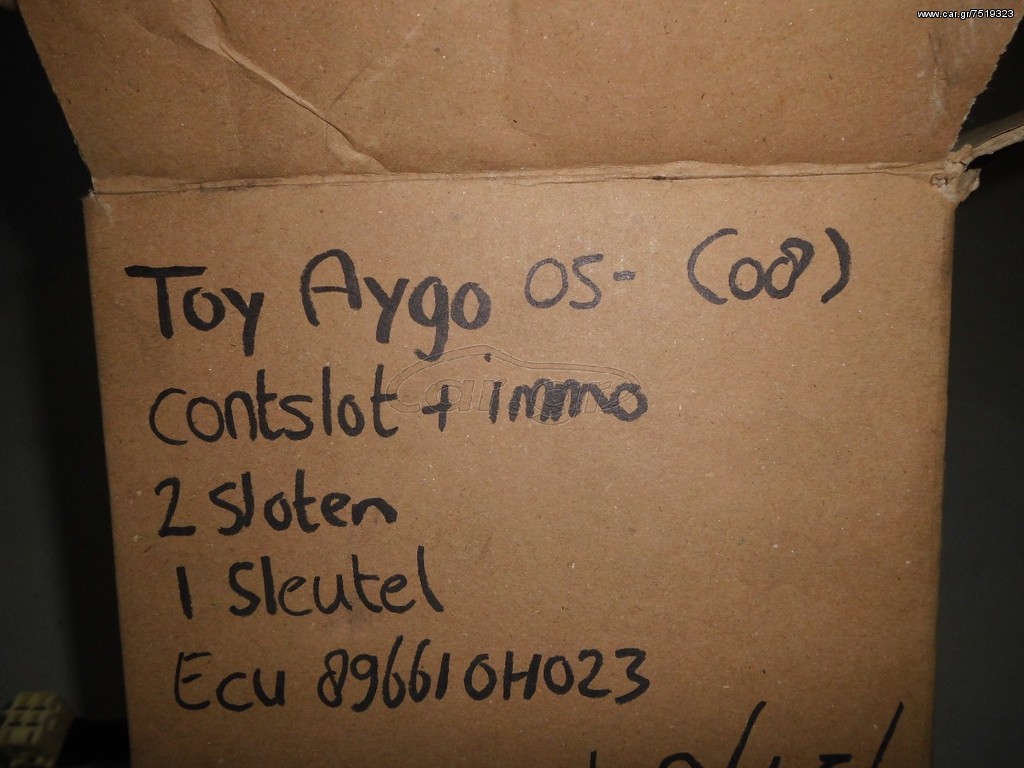 www.car.gr/7519323
Toy Aygo 05- (08)
contslot + immo
2 sloten
1 sleutel
Ecu 896610H023